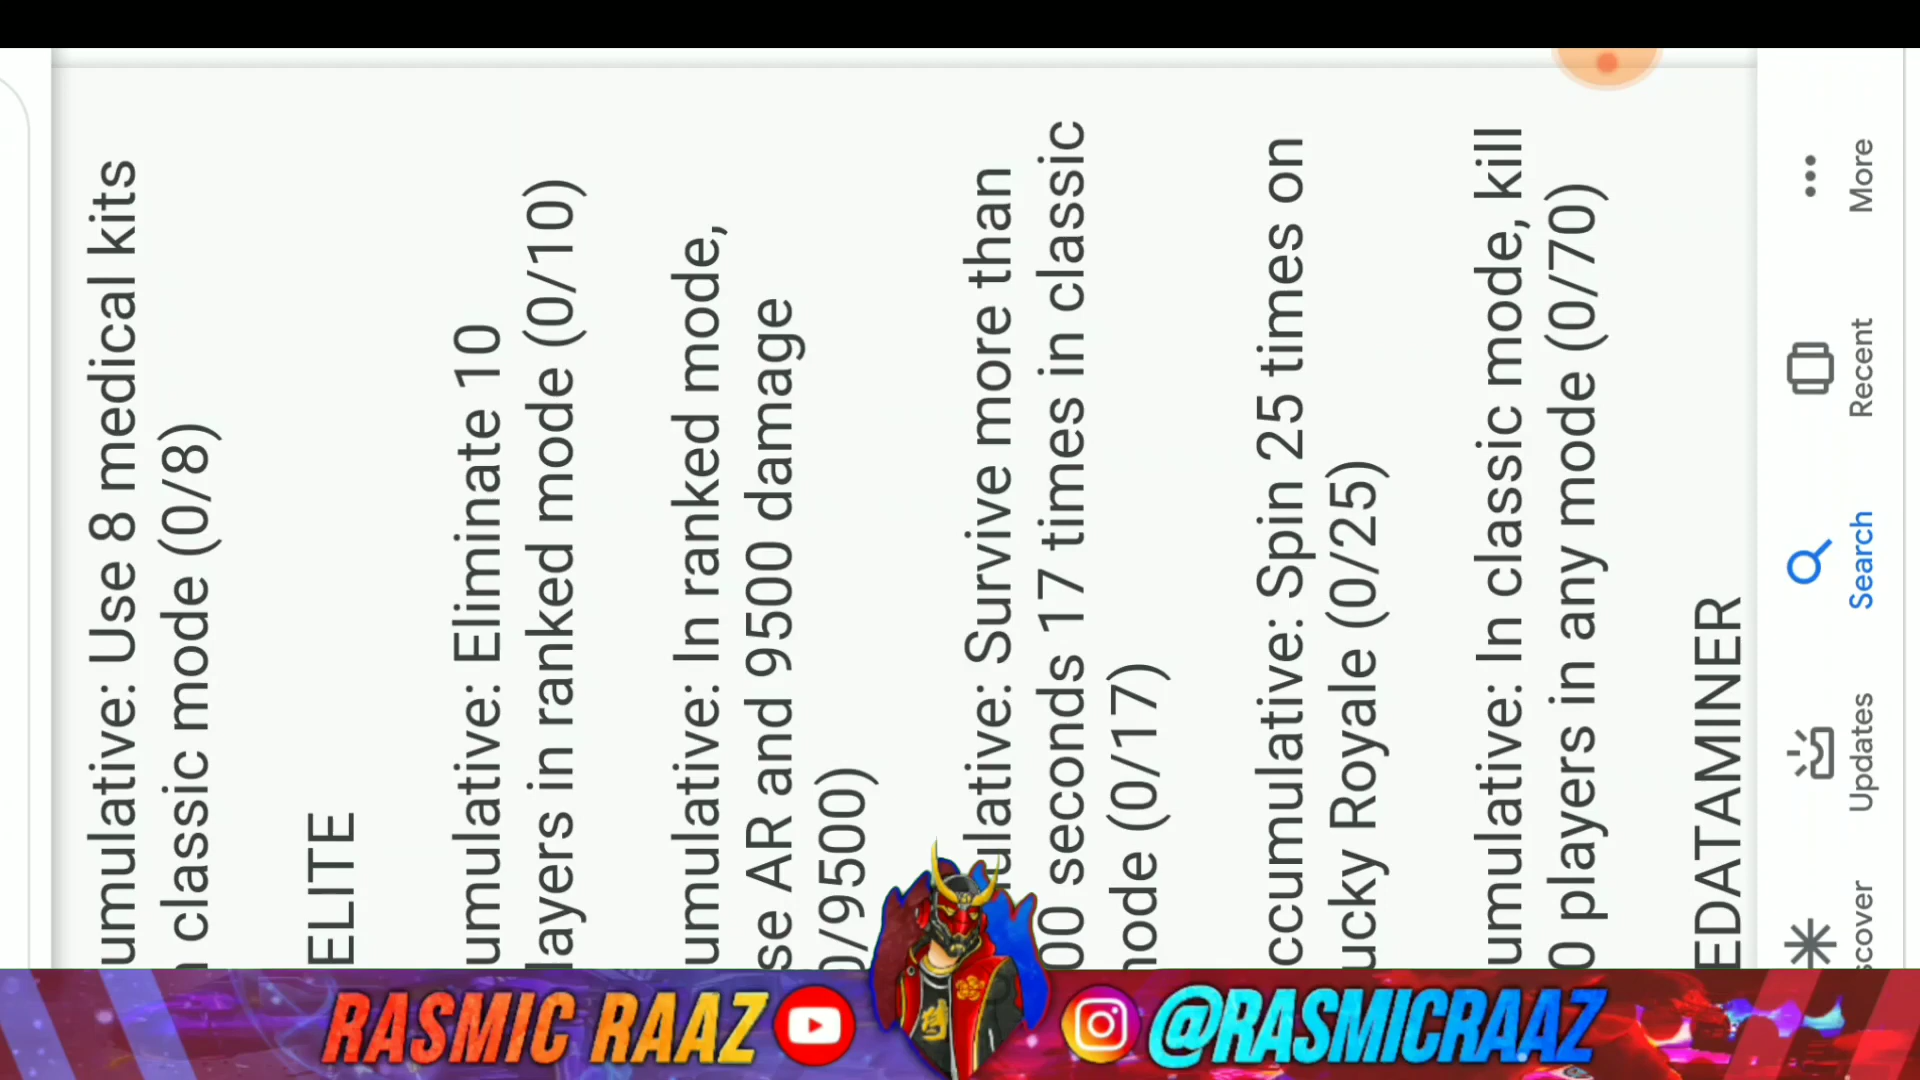 umulative: Use 8 medical kits
classic mode (0/8)
ELITE
umulative: Eliminate 10
layers in ranked mode (0/10)
umulative: In ranked mode,
se AR and 9500 damage
0/9500)
ulative: Survive more than
00 seconds 17 times in classic
node (0/17)
ccumulative: Spin 25 times on
ucky Royale (0/25)
umulative: In classic mode, kill
0 players in any mode (0/70)
EDATAMINER
scover
Updates
Search
Recent
More
RASMIC RAAZ
@RASMICRAAZ